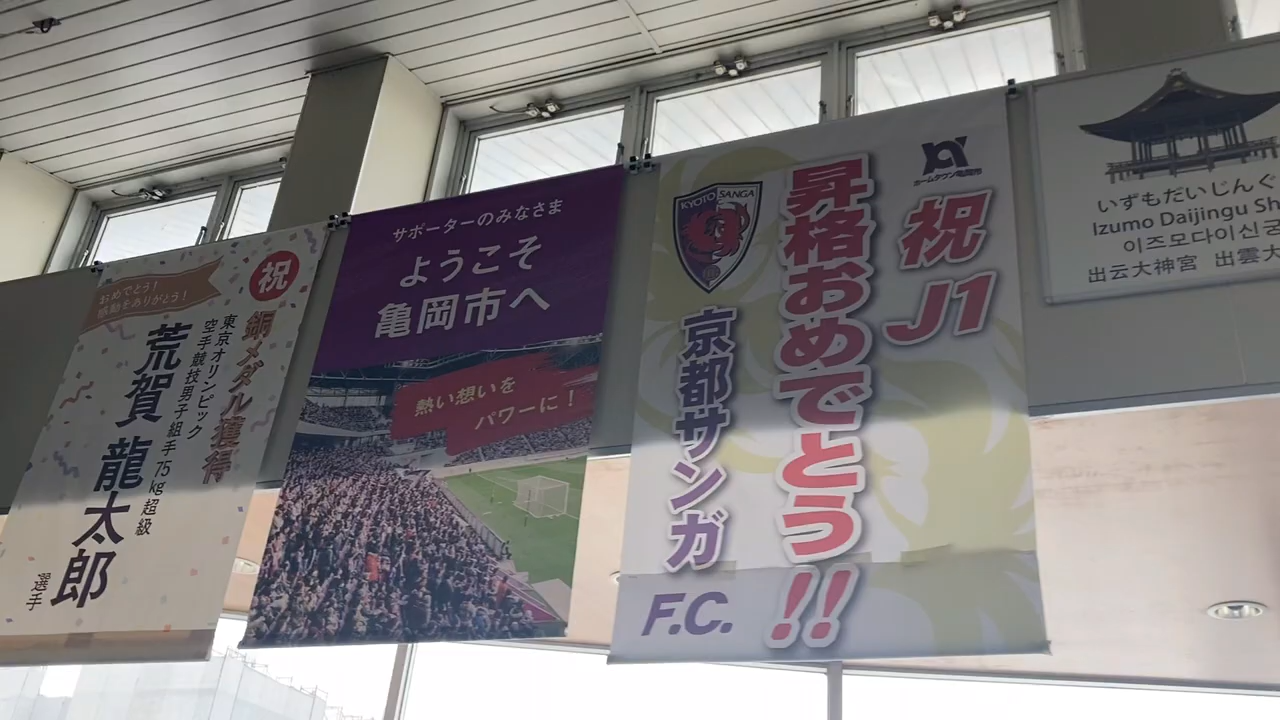 おめでとう!
感動をありがとう!
祝
銅メダル獲得
東京オリンピック
空手競技男子組手75kg超級
荒賀 龍太郎
選手
サポーターのみなさま
ようこそ
亀岡市へ
熱い想いを
パワーに!
KYOTO SANGA
ホームタウン亀岡市
祝
J1
昇格おめでとう!!
京都サンガ
F.C.
いずもだいじんぐ
Izumo Daijingu Sh
이즈모다이신궁
出云大神宮 出雲大